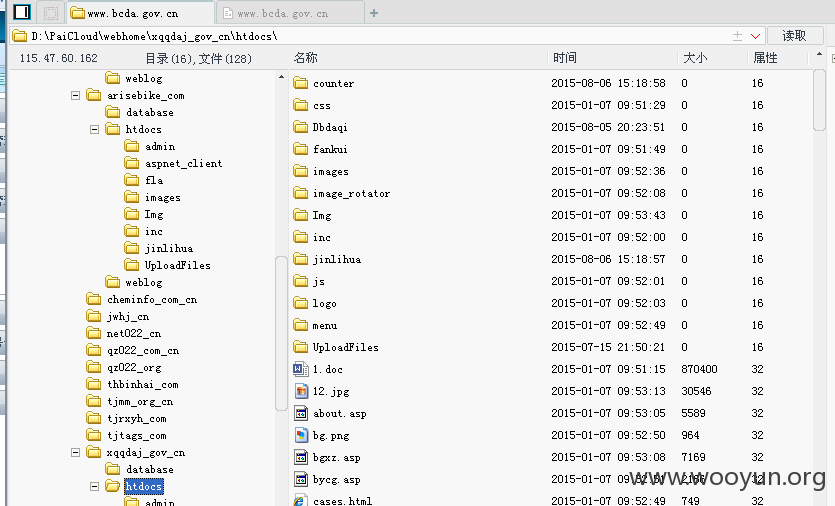 www.bcda.gov.cn
www.bcda.gov.cn
D:\PaiCloud\webhome\xqqdaj_gov_cn\htdocs\
读取
115.47.60.162 目录(16),文件(128)
名称 时间 大小 属性
weblog
arisebike_com
database
htdocs
admin
aspnet_client
fla
images
Img
inc
jinlihua
UploadFiles
weblog
cheminfo_com_cn
jwhj_cn
net022_cn
qz022_com_cn
qz022_org
thbinhai_com
tjmm_org_cn
tjrxyh_com
tjtags_com
xqqdaj_gov_cn
database
htdocs
admin
counter 2015-08-06 15:18:58 0 16
css 2015-01-07 09:51:29 0 16
Dbdaqi 2015-08-05 20:23:51 0 16
fankui 2015-01-07 09:51:49 0 16
images 2015-01-07 09:52:36 0 16
image_rotator 2015-01-07 09:52:08 0 16
Img 2015-01-07 09:53:43 0 16
inc 2015-01-07 09:52:00 0 16
jinlihua 2015-08-06 15:18:57 0 16
js 2015-01-07 09:52:01 0 16
logo 2015-01-07 09:52:03 0 16
menu 2015-01-07 09:52:49 0 16
UploadFiles 2015-07-15 21:50:21 0 16
1.doc 2015-01-07 09:51:15 870400 32
12.jpg 2015-01-07 09:53:13 30546 32
about.asp 2015-01-07 09:53:05 5589 32
bg.png 2015-01-07 09:52:50 964 32
bgxz.asp 2015-01-07 09:53:08 7169 32
bycg.asp 2015-01-07 32
cases.html 2015-01-07 09:52:49 749 32
www.wooyun.org